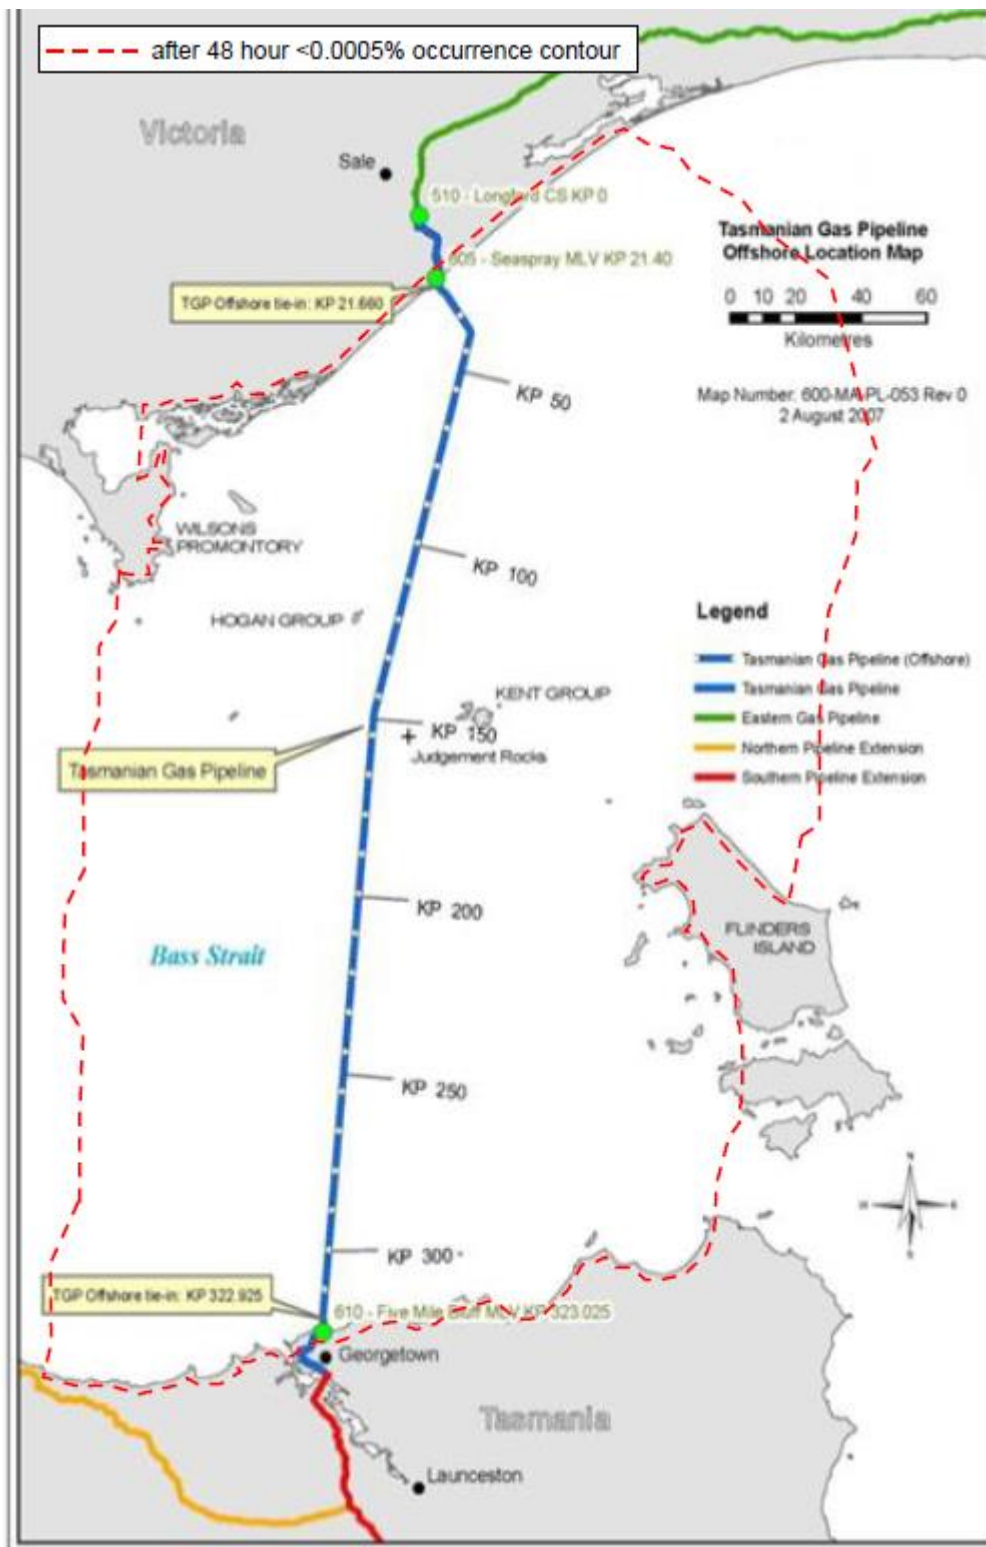 after 48 hour <0.0005% occurrence contour
Victoria
Sale
510 - Longford CS KP 0
Tasmanian Gas Pipeline
Offshore Location Map
605 - Seaspray MLV KP 21.40
TGP Offshore tie-in: KP 21.660
0 10 20 40 60
Kilometres
KP 50
Map Number: 600-MA-PL-053 Rev 0
2 August 2007
WILSONS
PROMONTORY
KP 100
HOGAN GROUP
Legend
Tasmanian Gas Pipeline (Offshore)
Tasmanian Gas Pipeline
Eastern Gas Pipeline
Northern Pipeline Extension
Southern Pipeline Extension
KENT GROUP
KP 150
Judgement Rocks
Tasmanian Gas Pipeline
KP 200
FLINDERS
ISLAND
Bass Strait
KP 250
N
E
S
KP 300
TGP Offshore tie-in: KP 322.925
610 - Five Mile Bluff MLV KP 323.025
Georgetown
Tasmania
Launceston